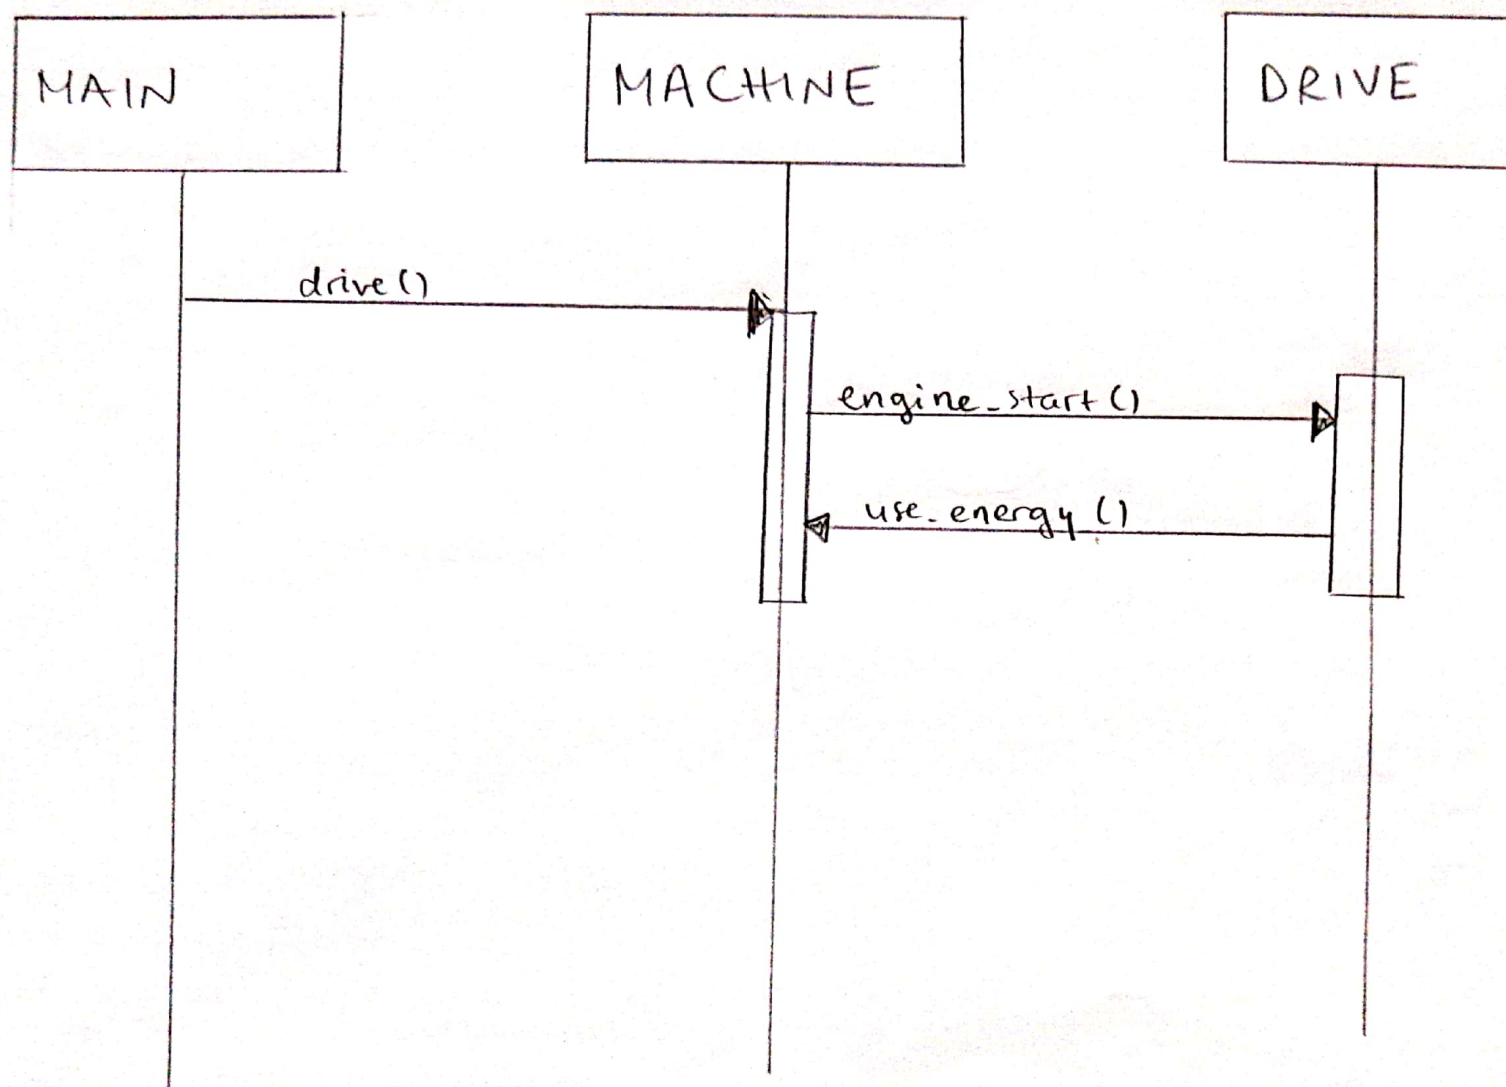 MAIN
MACHINE
DRIVE
drive()
engine_start()
use_energy()